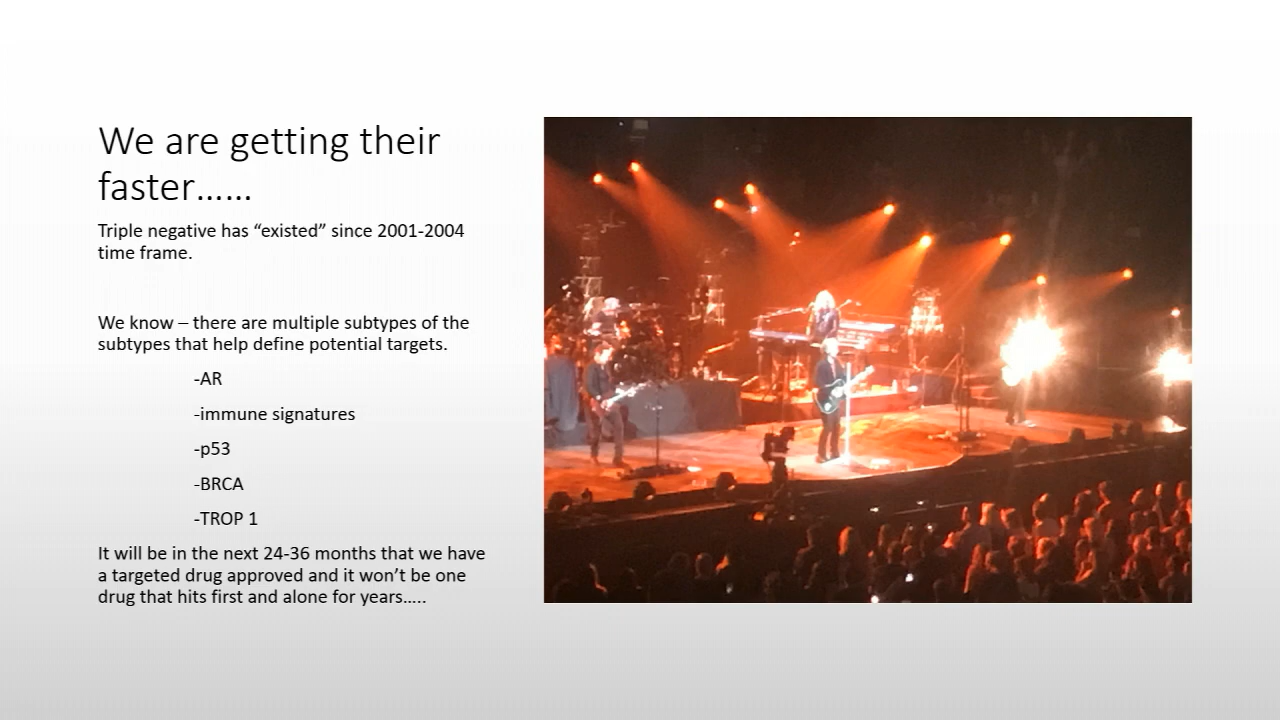 We are getting their
faster……
Triple negative has “existed” since 2001-2004
time frame.
We know – there are multiple subtypes of the
subtypes that help define potential targets.
-AR
-immune signatures
-p53
-BRCA
-TROP 1
It will be in the next 24-36 months that we have
a targeted drug approved and it won’t be one
drug that hits first and alone for years…..